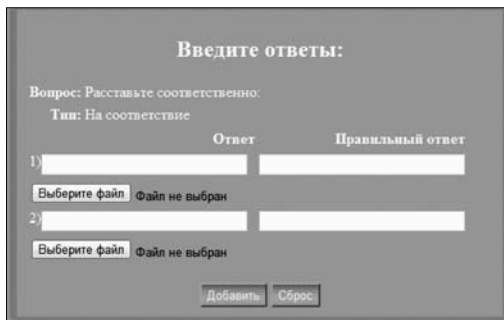 Введите ответы:
Вопрос: Расставьте соответственно:
Тип: На соответствие
Ответ Правильный ответ
1)
Выберите файл Файл не выбран
2)
Выберите файл Файл не выбран
Добавить Сброс